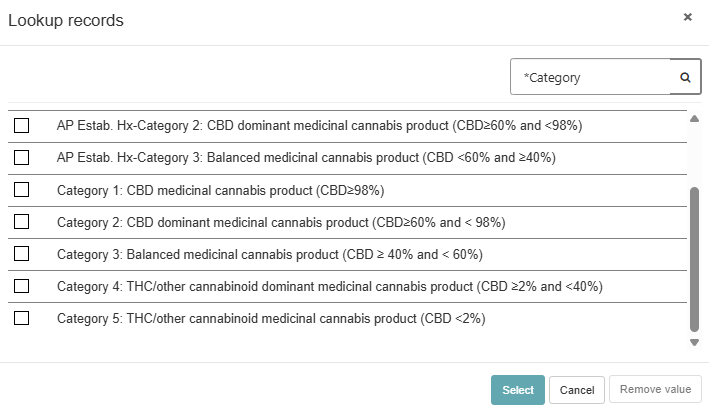 Lookup records
×
*Category
AP Estab. Hx-Category 2: CBD dominant medicinal cannabis product (CBD≥60% and <98%)
AP Estab. Hx-Category 3: Balanced medicinal cannabis product (CBD <60% and ≥40%)
Category 1: CBD medicinal cannabis product (CBD≥98%)
Category 2: CBD dominant medicinal cannabis product (CBD≥60% and < 98%)
Category 3: Balanced medicinal cannabis product (CBD ≥ 40% and < 60%)
Category 4: THC/other cannabinoid dominant medicinal cannabis product (CBD ≥2% and <40%)
Category 5: THC/other cannabinoid medicinal cannabis product (CBD <2%)
Select Cancel Remove value